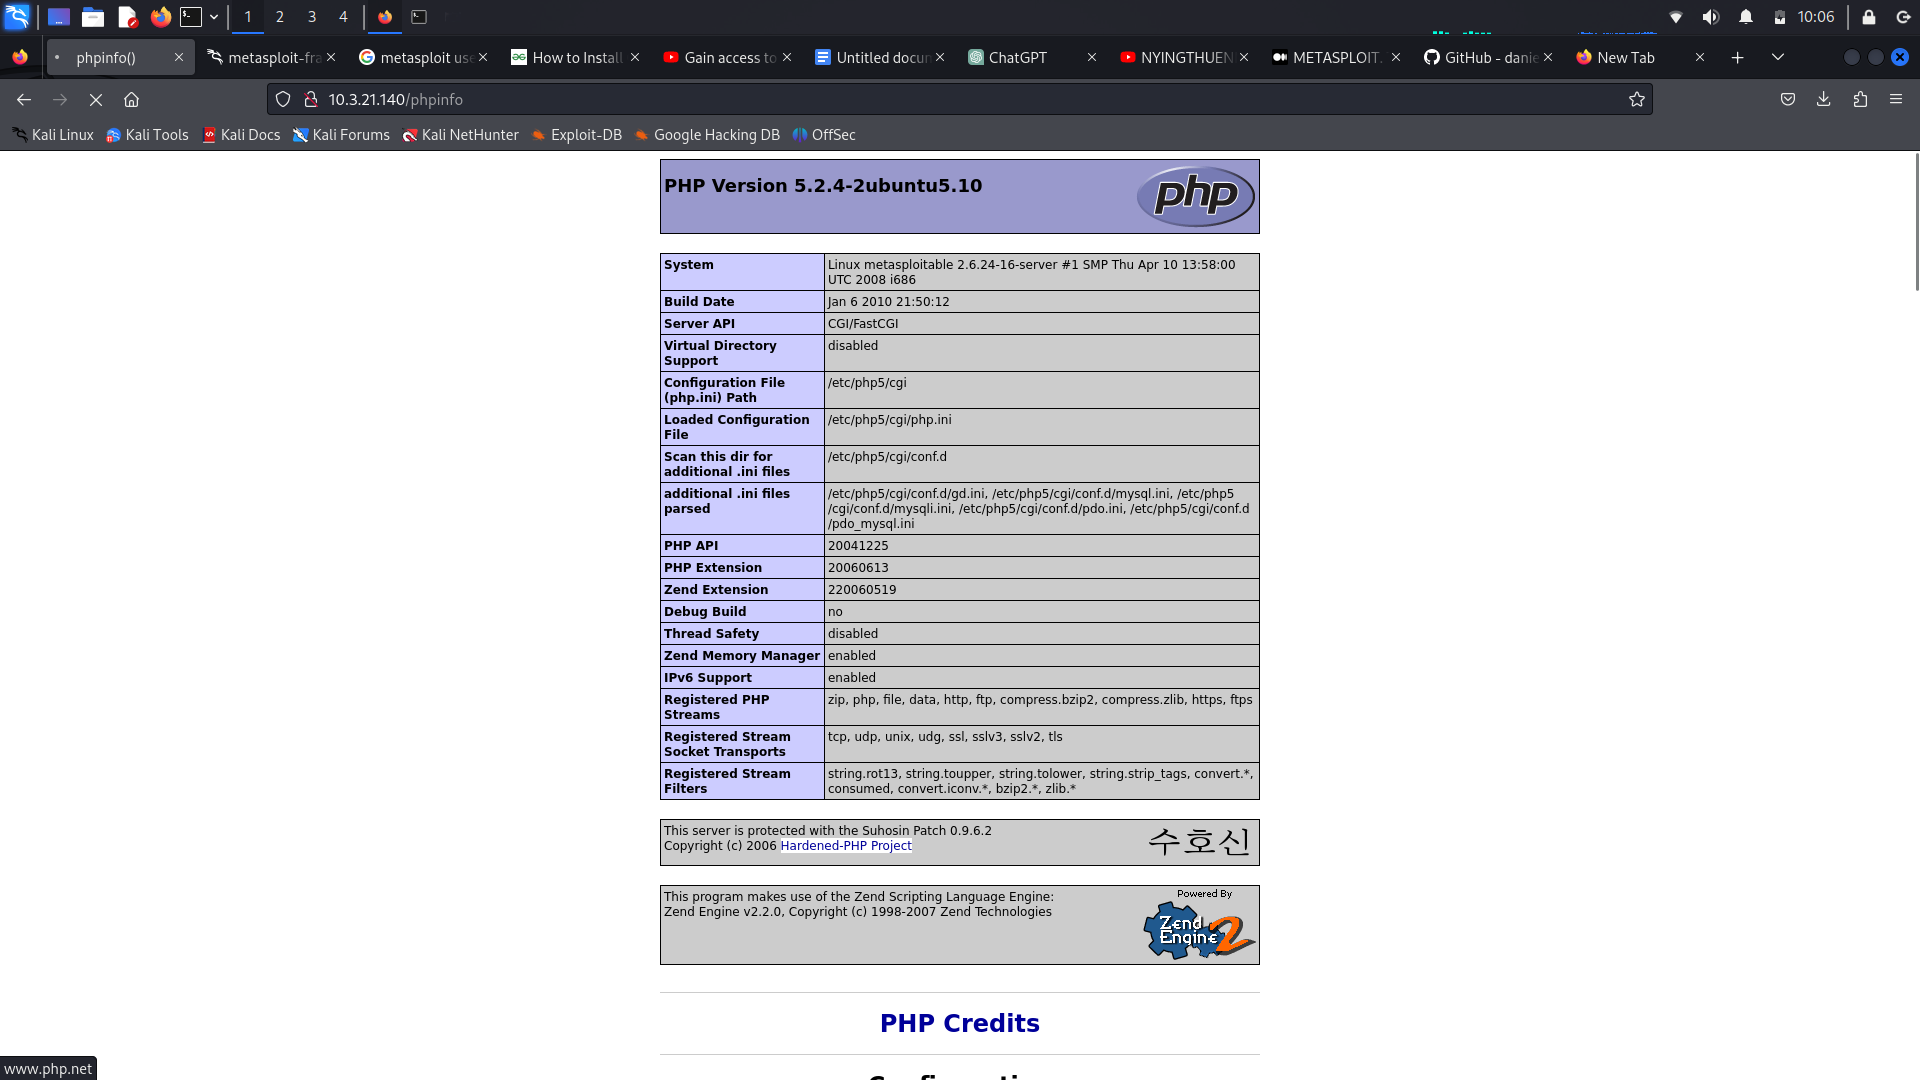 1 2 3 4 10:06
phpinfo() metasploit-fra metasploit use How to Install Gain access to Untitled docun ChatGPT NYINGTHUEN METASPLOIT. GitHub - danie New Tab
10.3.21.140/phpinfo
Kali Linux Kali Tools Kali Docs Kali Forums Kali NetHunter Exploit-DB Google Hacking DB OffSec
PHP Version 5.2.4-2ubuntu5.10
php
System Linux metasploitable 2.6.24-16-server #1 SMP Thu Apr 10 13:58:00
UTC 2008 i686
Build Date Jan 6 2010 21:50:12
Server API CGI/FastCGI
Virtual Directory disabled
Support
Configuration File /etc/php5/cgi
(php.ini) Path
Loaded Configuration /etc/php5/cgi/php.ini
File
Scan this dir for /etc/php5/cgi/conf.d
additional .ini files
additional .ini files /etc/php5/cgi/conf.d/gd.ini, /etc/php5/cgi/conf.d/mysql.ini, /etc/php5
parsed /cgi/conf.d/mysqli.ini, /etc/php5/cgi/conf.d/pdo.ini, /etc/php5/cgi/conf.d
/pdo_mysql.ini
PHP API 20041225
PHP Extension 20060613
Zend Extension 220060519
Debug Build no
Thread Safety disabled
Zend Memory Manager enabled
IPv6 Support enabled
Registered PHP zip, php, file, data, http, ftp, compress.bzip2, compress.zlib, https, ftps
Streams
Registered Stream tcp, udp, unix, udg, ssl, sslv3, sslv2, tls
Socket Transports
Registered Stream string.rot13, string.toupper, string.tolower, string.strip_tags, convert.*,
Filters consumed, convert.iconv.*, bzip2.*, zlib.*
This server is protected with the Suhosin Patch 0.9.6.2
Copyright (c) 2006 Hardened-PHP Project
수호신
This program makes use of the Zend Scripting Language Engine:
Zend Engine v2.2.0, Copyright (c) 1998-2007 Zend Technologies
Powered By
Zend
Engine 2
PHP Credits
www.php.net